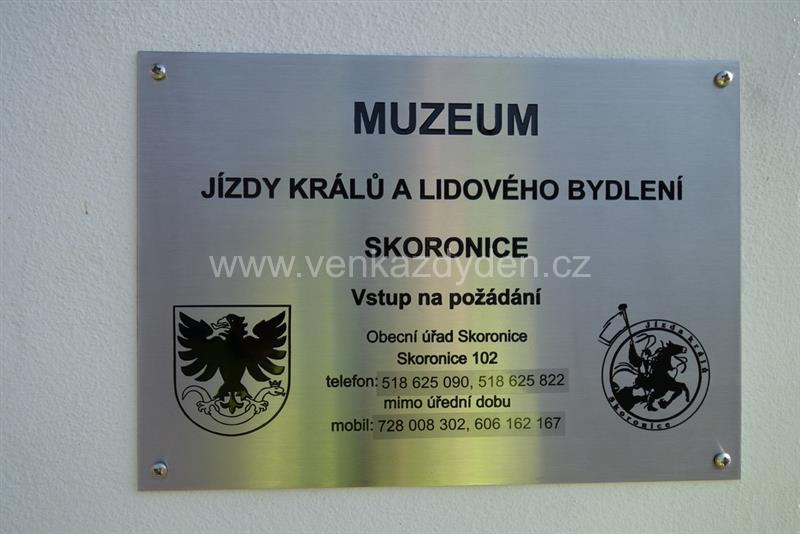 MUZEUM
JÍZDY KRÁLŮ A LIDOVÉHO BYDLENÍ
SKORONICE
www.venkazdyden.cz
Vstup na požádání
Obecní úřad Skoronice
Skoronice 102
telefon: 518 625 090, 518 625 822
mimo úřední dobu
mobil: 728 008 302, 606 162 167
Jízda králů
Skoronice